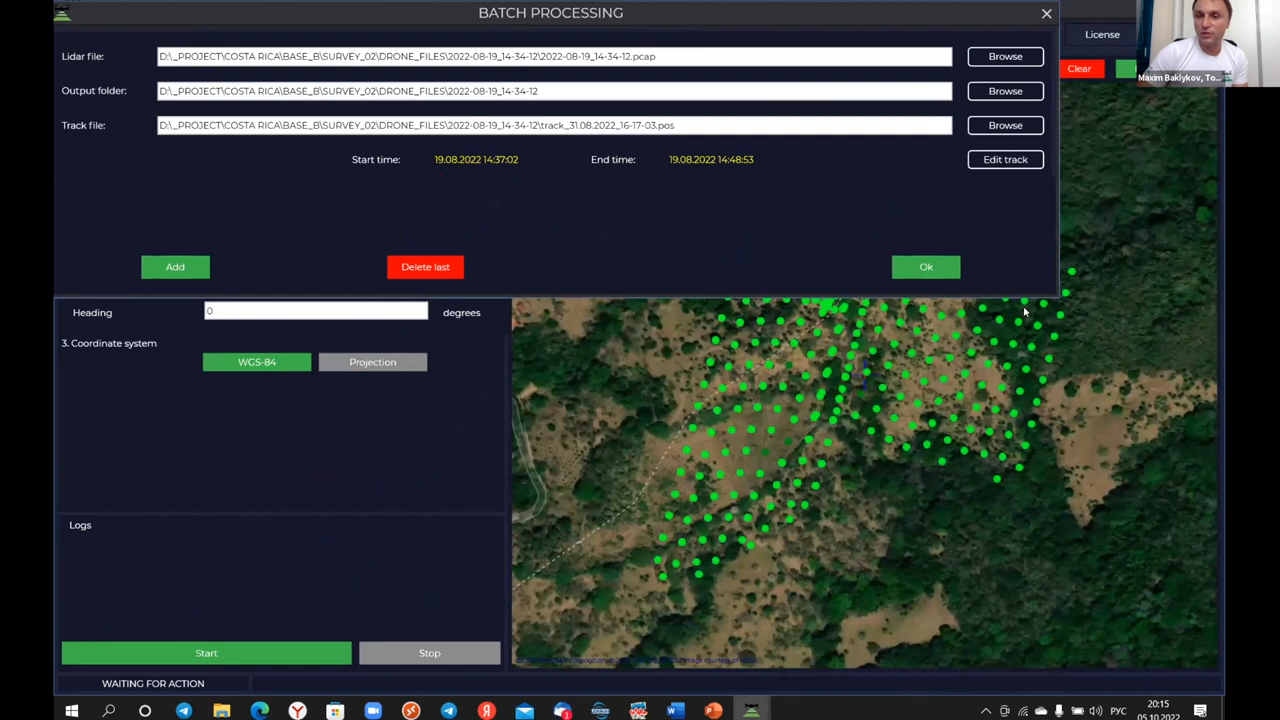 BATCH PROCESSING
License
Clear
Maxim Baklykov, To...
Lidar file: D:\_PROJECT\COSTA RICA\BASE_B\SURVEY_02\DRONE_FILES\2022-08-19_14-34-12\2022-08-19_14-34-12.pcap Browse
Output folder: D:\_PROJECT\COSTA RICA\BASE_B\SURVEY_02\DRONE_FILES\2022-08-19_14-34-12 Browse
Track file: D:\_PROJECT\COSTA RICA\BASE_B\SURVEY_02\DRONE_FILES\2022-08-19_14-34-12\track_31.08.2022_16-17-03.pos Browse
Start time: 19.08.2022 14:37:02 End time: 19.08.2022 14:48:53 Edit track
Add Delete last Ok
Heading 0 degrees
3. Coordinate system
WGS-84 Projection
Logs
Start Stop
WAITING FOR ACTION
РУС
20:15
05.10.2022